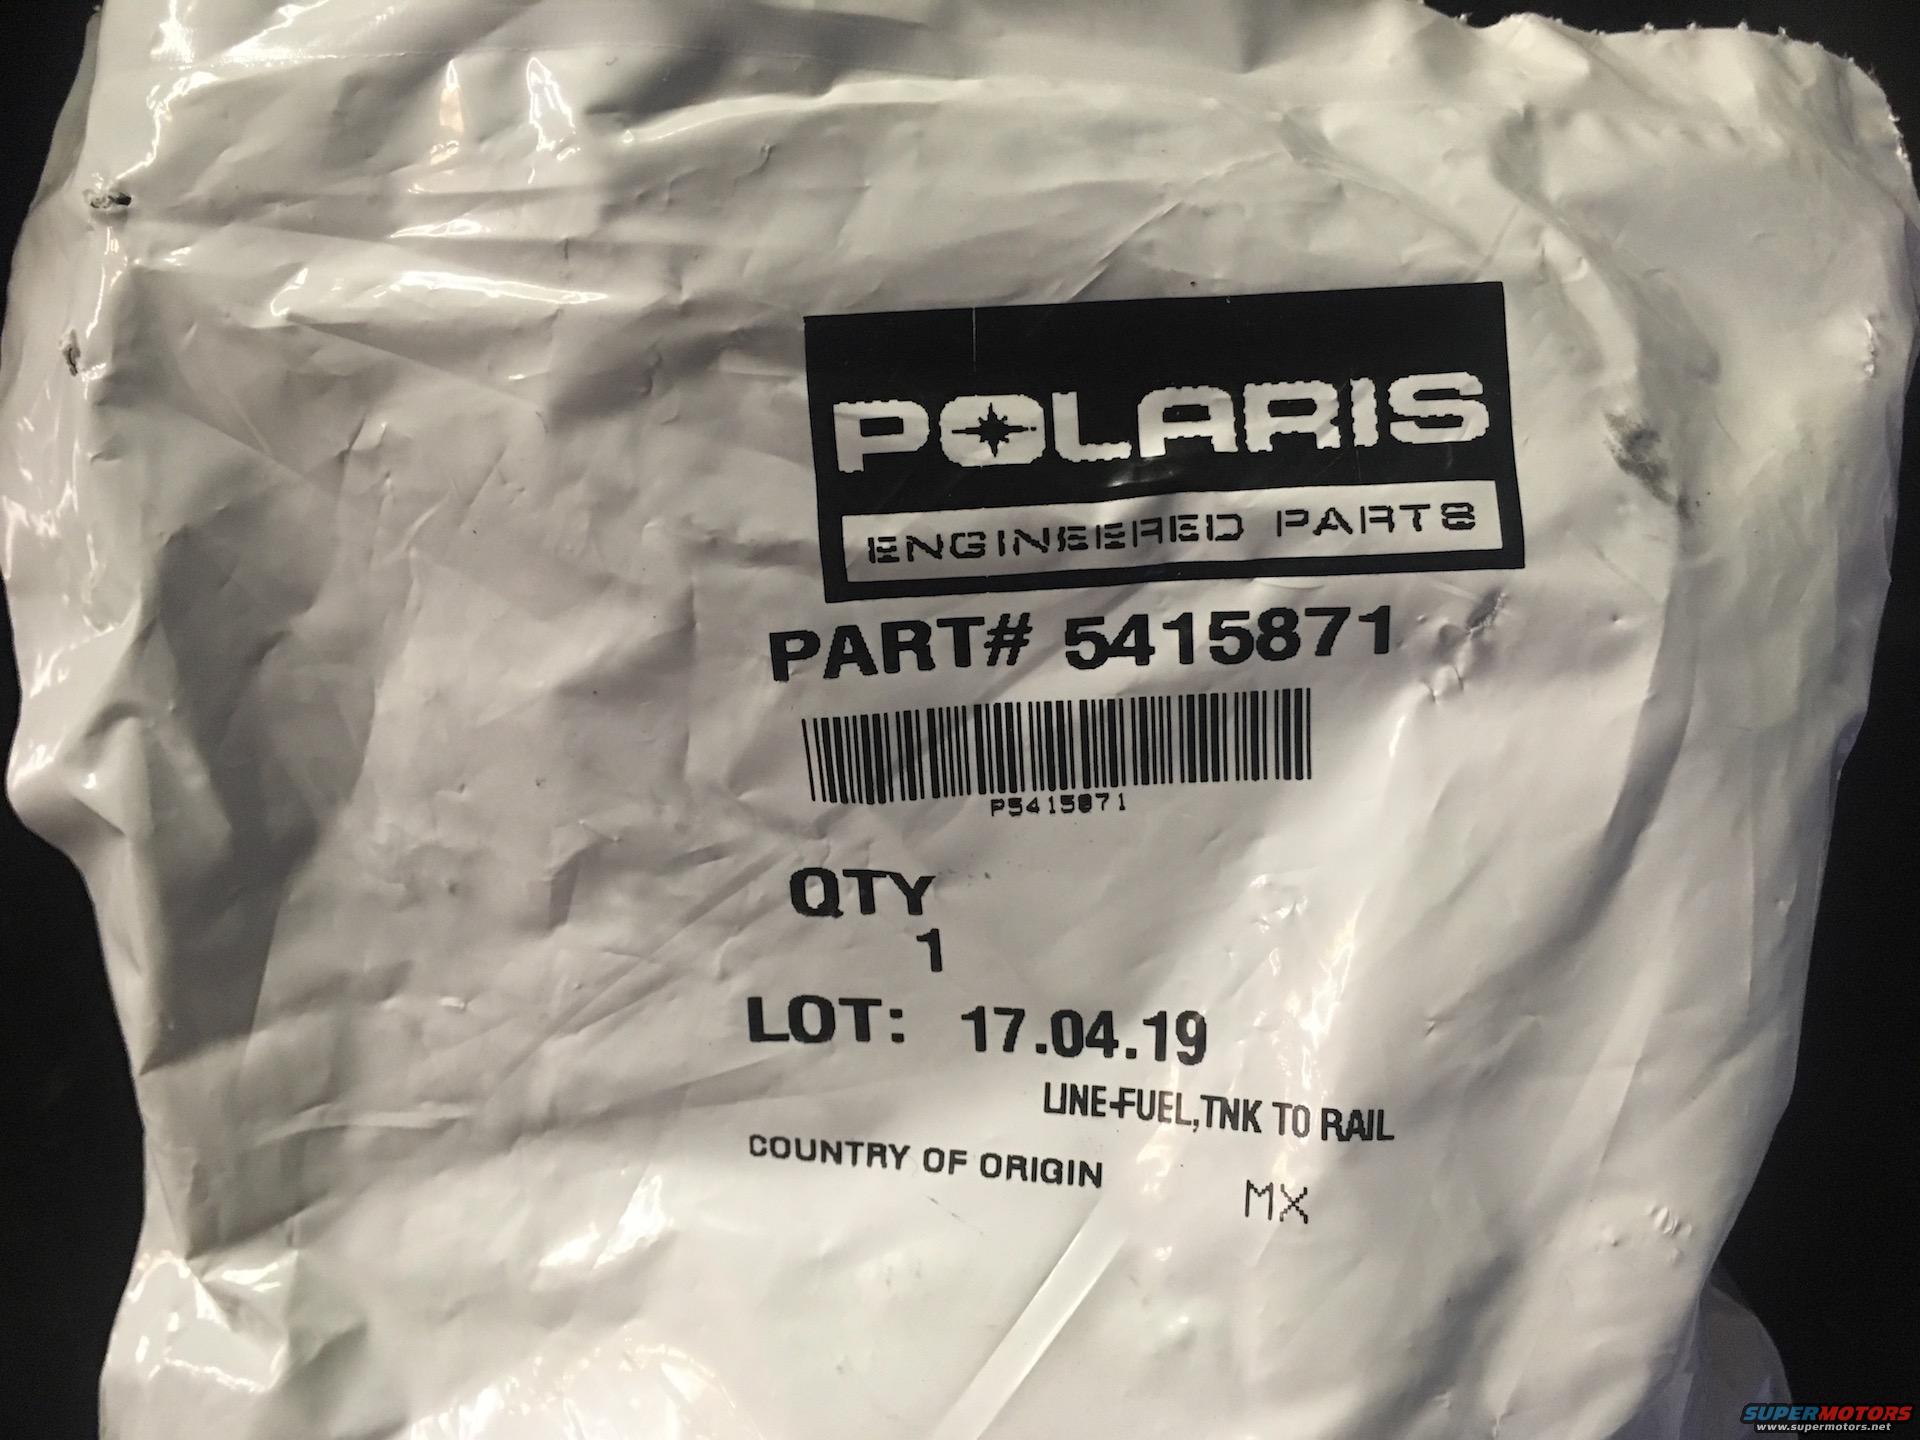 POLARIS
ENGINEERED PARTS
PART# 5415871
P5415871
QTY
1
LOT: 17.04.19
LINE-FUEL,TNK TO RAIL
COUNTRY OF ORIGIN
MX
SUPERMOTORS
www.supermotors.net